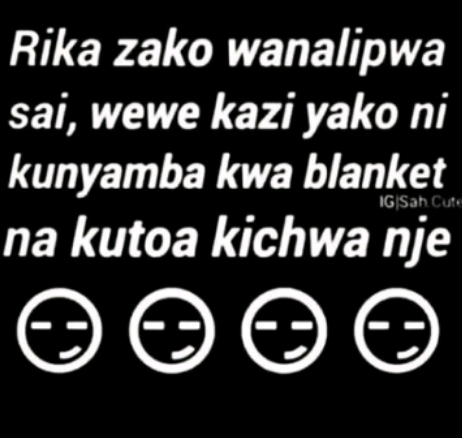 Rika zako wanalipwa
sai, wewe kazi yako ni
kunyamba kwa blanket
IG|Sah.Cute
na kutoa kichwa nje